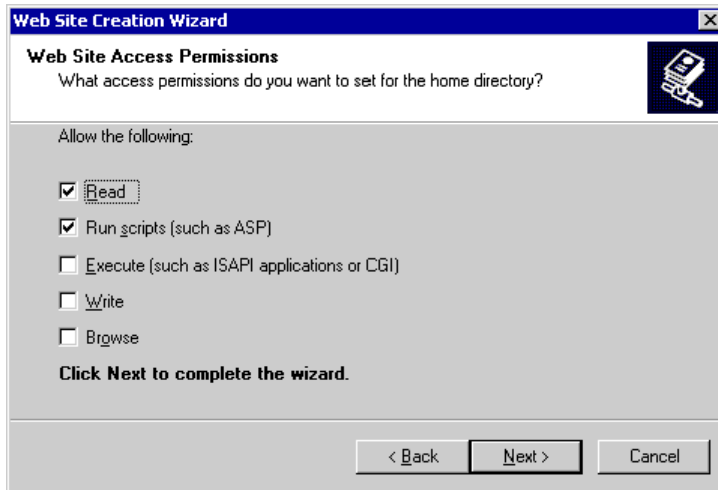 Web Site Creation Wizard
Web Site Access Permissions
What access permissions do you want to set for the home directory?
Allow the following:
Read
Run scripts (such as ASP)
Execute (such as ISAPI applications or CGI)
Write
Browse
Click Next to complete the wizard.
< Back Next > Cancel